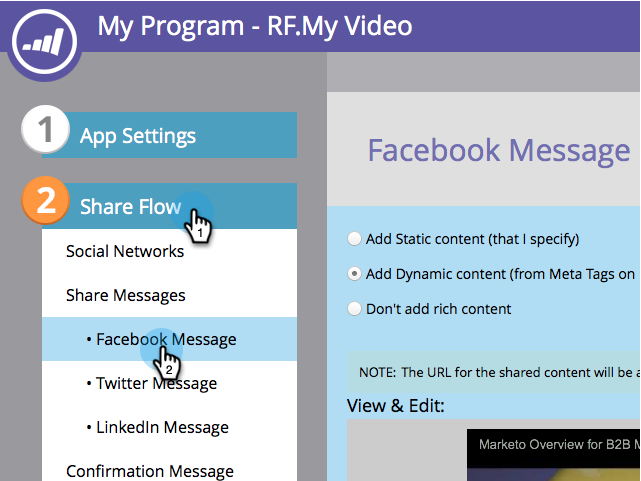 My Program - RF.My Video
1
App Settings
Facebook Message
2
Share Flow
1
Add Static content (that I specify)
Social Networks
Add Dynamic content (from Meta Tags on
Share Messages
Don't add rich content
• Facebook Message
2
NOTE: The URL for the shared content will be a
• Twitter Message
View & Edit:
• LinkedIn Message
Marketo Overview for B2B M
Confirmation Message